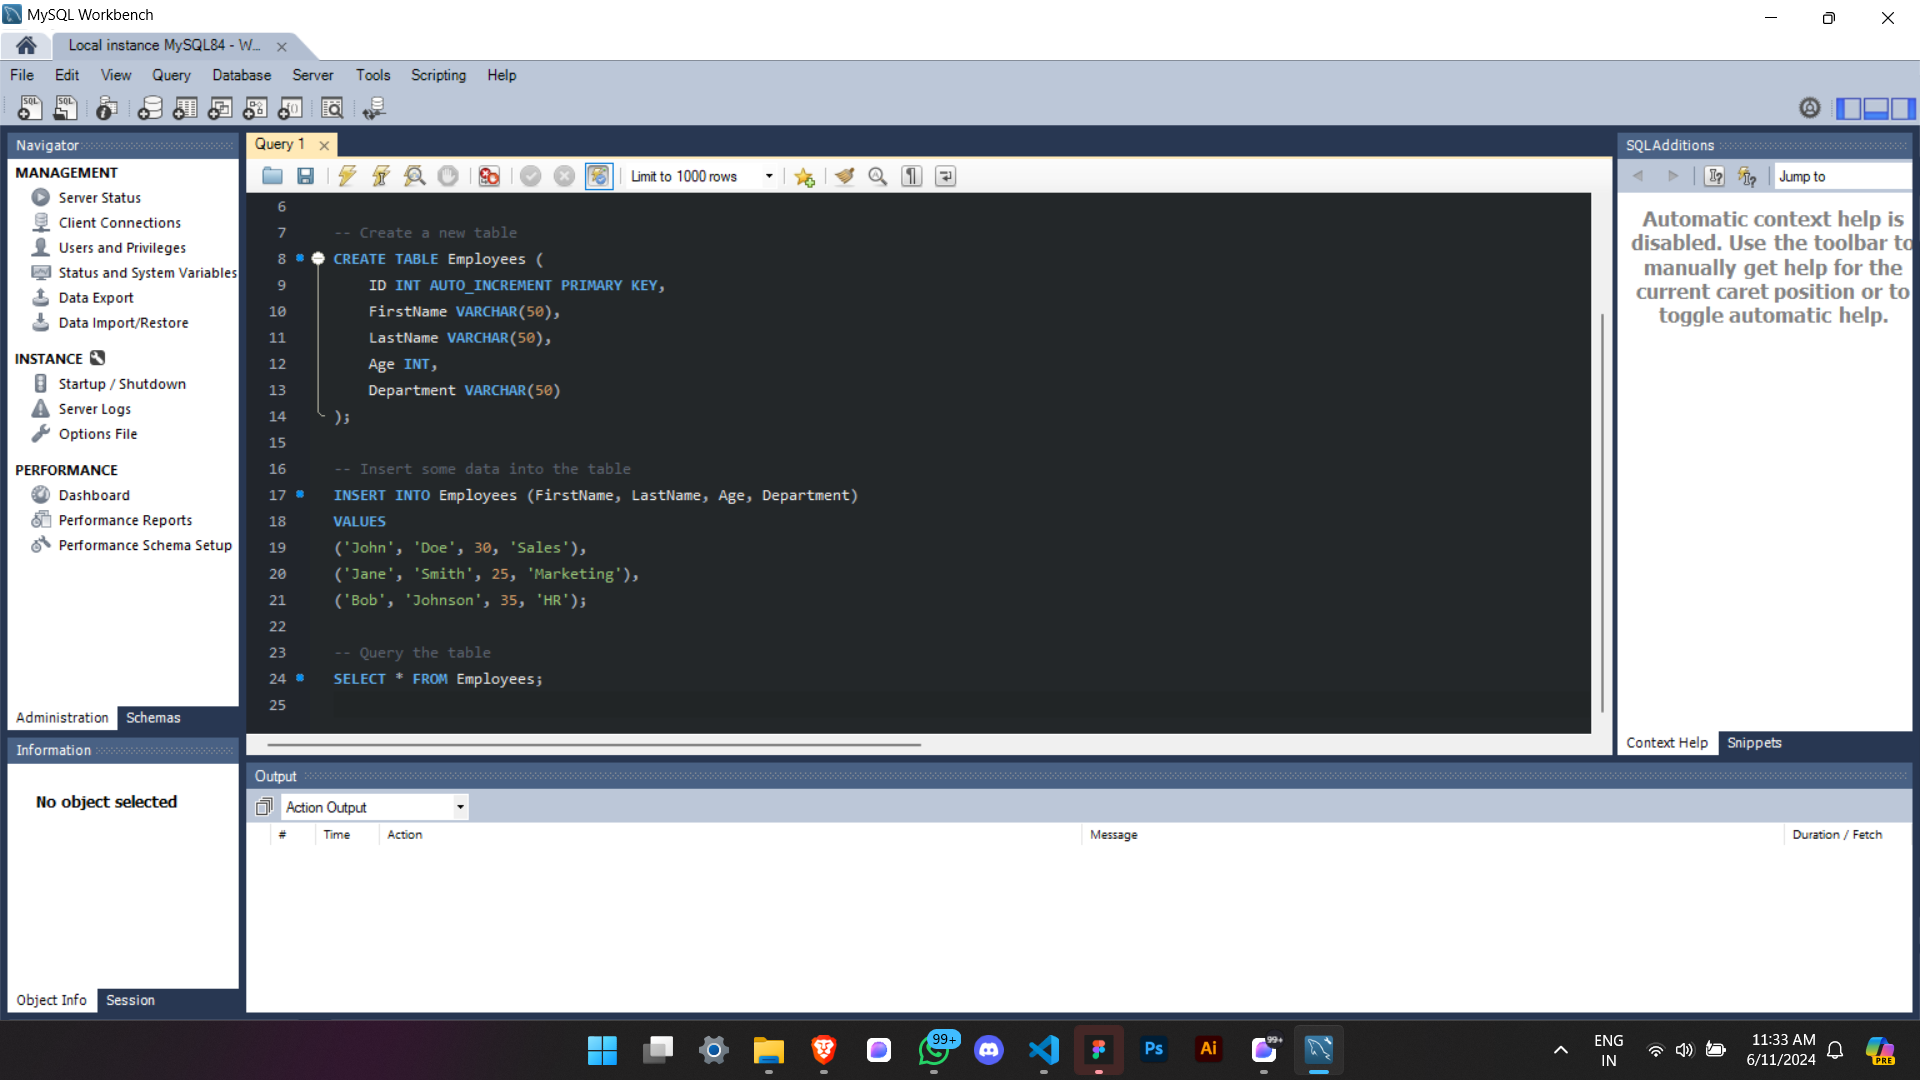 MySQL Workbench
Local instance MySQL84 - W...
File Edit View Query Database Server Tools Scripting Help
Navigator
MANAGEMENT
Server Status
Client Connections
Users and Privileges
Status and System Variables
Data Export
Data Import/Restore
INSTANCE
Startup / Shutdown
Server Logs
Options File
PERFORMANCE
Dashboard
Performance Reports
Performance Schema Setup
Administration Schemas
Information
No object selected
Object Info Session
Query 1
Limit to 1000 rows
6
7 -- Create a new table
8 CREATE TABLE Employees (
9 ID INT AUTO_INCREMENT PRIMARY KEY,
10 FirstName VARCHAR(50),
11 LastName VARCHAR(50),
12 Age INT,
13 Department VARCHAR(50)
14 );
15
16 -- Insert some data into the table
17 INSERT INTO Employees (FirstName, LastName, Age, Department)
18 VALUES
19 ('John', 'Doe', 30, 'Sales'),
20 ('Jane', 'Smith', 25, 'Marketing'),
21 ('Bob', 'Johnson', 35, 'HR');
22
23 -- Query the table
24 SELECT * FROM Employees;
25
SQLAdditions
Jump to
Automatic context help is
disabled. Use the toolbar to
manually get help for the
current caret position or to
toggle automatic help.
Context Help Snippets
Output
Action Output
# Time Action Message Duration / Fetch
99+
Ps
Ai
99+
ENG
IN
11:33 AM
6/11/2024
PRE